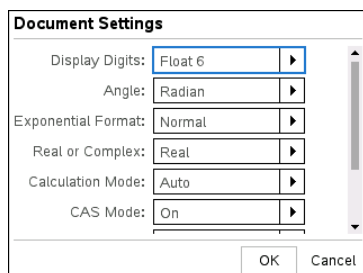 Document Settings
Display Digits: Float 6
Angle: Radian
Exponential Format: Normal
Real or Complex: Real
Calculation Mode: Auto
CAS Mode: On
OK Cancel